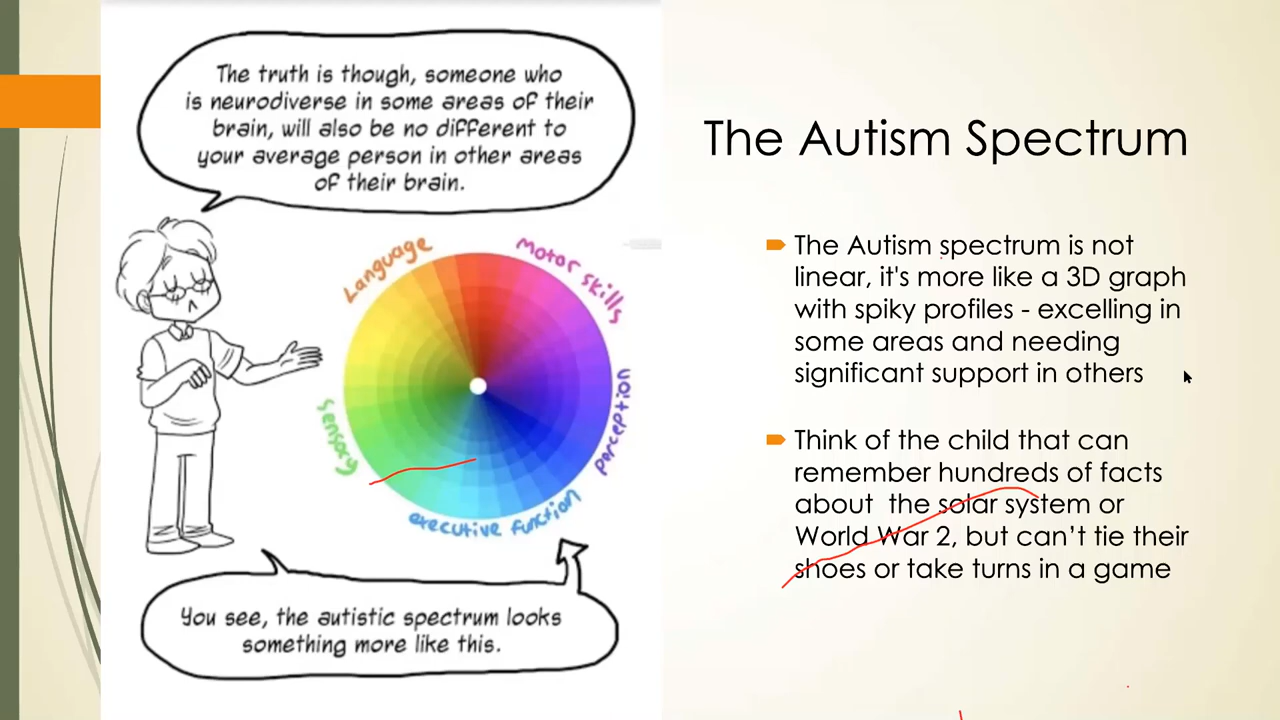 The truth is though, someone who
is neurodiverse in some areas of their
brain, will also be no different to
your average person in other areas
of their brain.
Language
Motor skills
Sensory
perception
executive function
You see, the autistic spectrum looks
something more like this.
The Autism Spectrum
The Autism spectrum is not
linear, it's more like a 3D graph
with spiky profiles - excelling in
some areas and needing
significant support in others
Think of the child that can
remember hundreds of facts
about the solar system or
World War 2, but can’t tie their
shoes or take turns in a game